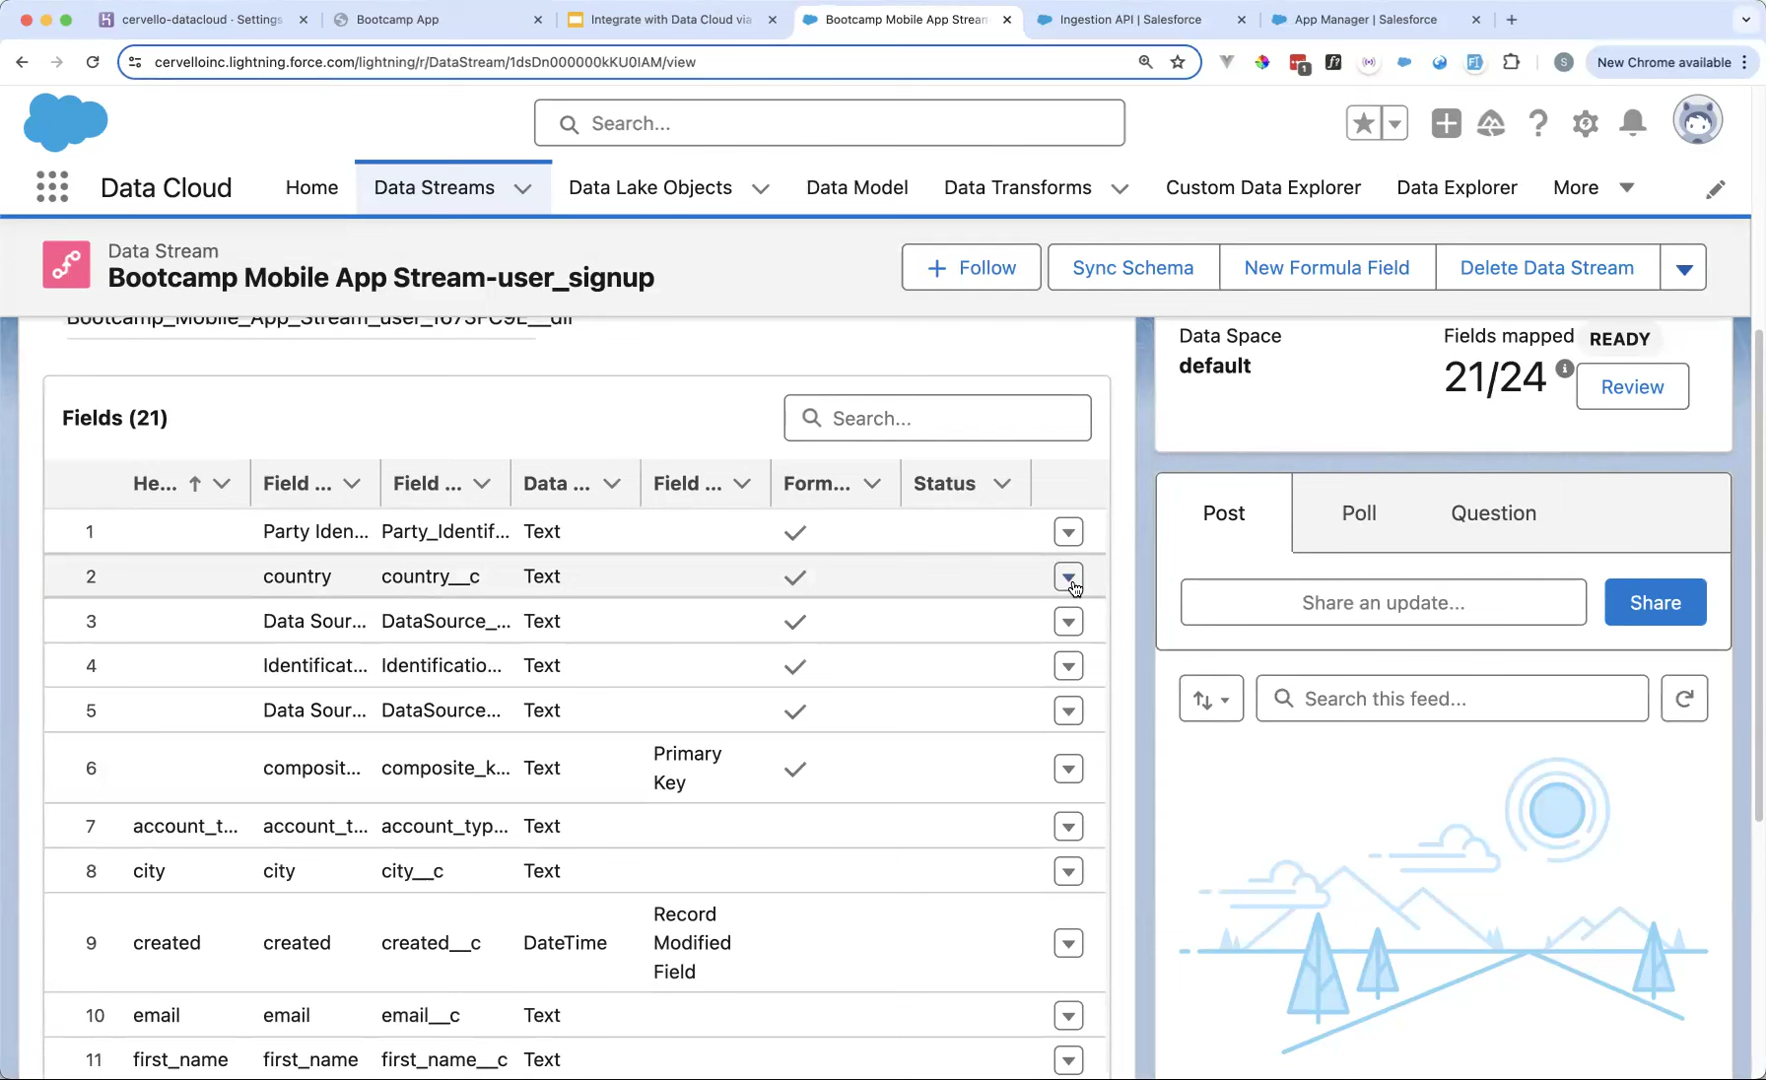 cervello-datacloud · Settings
Bootcamp App
Integrate with Data Cloud via
Bootcamp Mobile App Stream
Ingestion API | Salesforce
App Manager | Salesforce
cervelloinc.lightning.force.com/lightning/r/DataStream/1dsDn000000kKU0IAM/view
1
f?
S
New Chrome available
Search...
Data Cloud
Home
Data Streams
Data Lake Objects
Data Model
Data Transforms
Custom Data Explorer
Data Explorer
More
Data Stream
Bootcamp Mobile App Stream-user_signup
Follow
Sync Schema
New Formula Field
Delete Data Stream
Bootcamp_Mobile_App_Stream_user_1673FC9E__dll
Fields (21)
Search...
He... Field ... Field ... Data ... Field ... Form... Status
1 Party Iden... Party_Identif... Text
2 country country__c Text
3 Data Sour... DataSource_... Text
4 Identificat... Identificatio... Text
5 Data Sour... DataSource... Text
6 composit... composite_k... Text Primary Key
7 account_t... account_t... account_typ... Text
8 city city city__c Text
9 created created created__c DateTime Record Modified Field
10 email email email__c Text
11 first_name first_name first_name__c Text
Data Space
default
Fields mapped
21/24
READY
Review
Post
Poll
Question
Share an update...
Share
Search this feed...